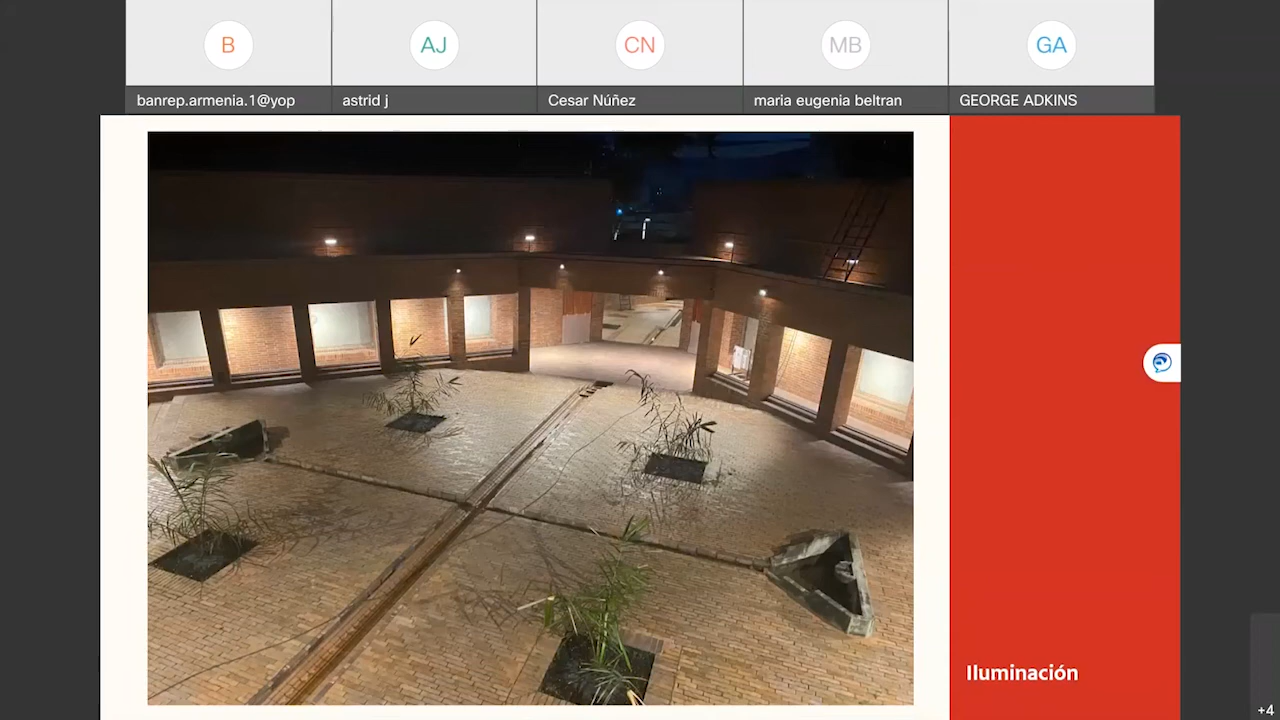 B
AJ
CN
MB
GA
banrep.armenia.1@yop
astrid j
Cesar Núñez
maria eugenia beltran
GEORGE ADKINS
Iluminación
+4